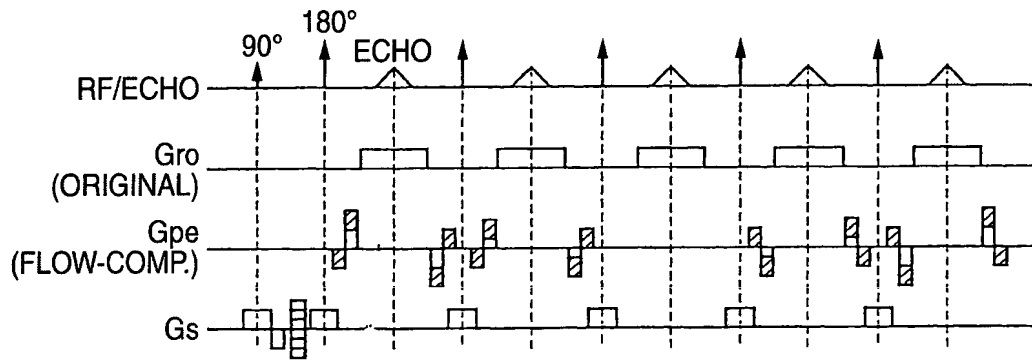 90°
180°
ECHO
RF/ECHO
Gro
(ORIGINAL)
Gpe
(FLOW-COMP.)
Gs